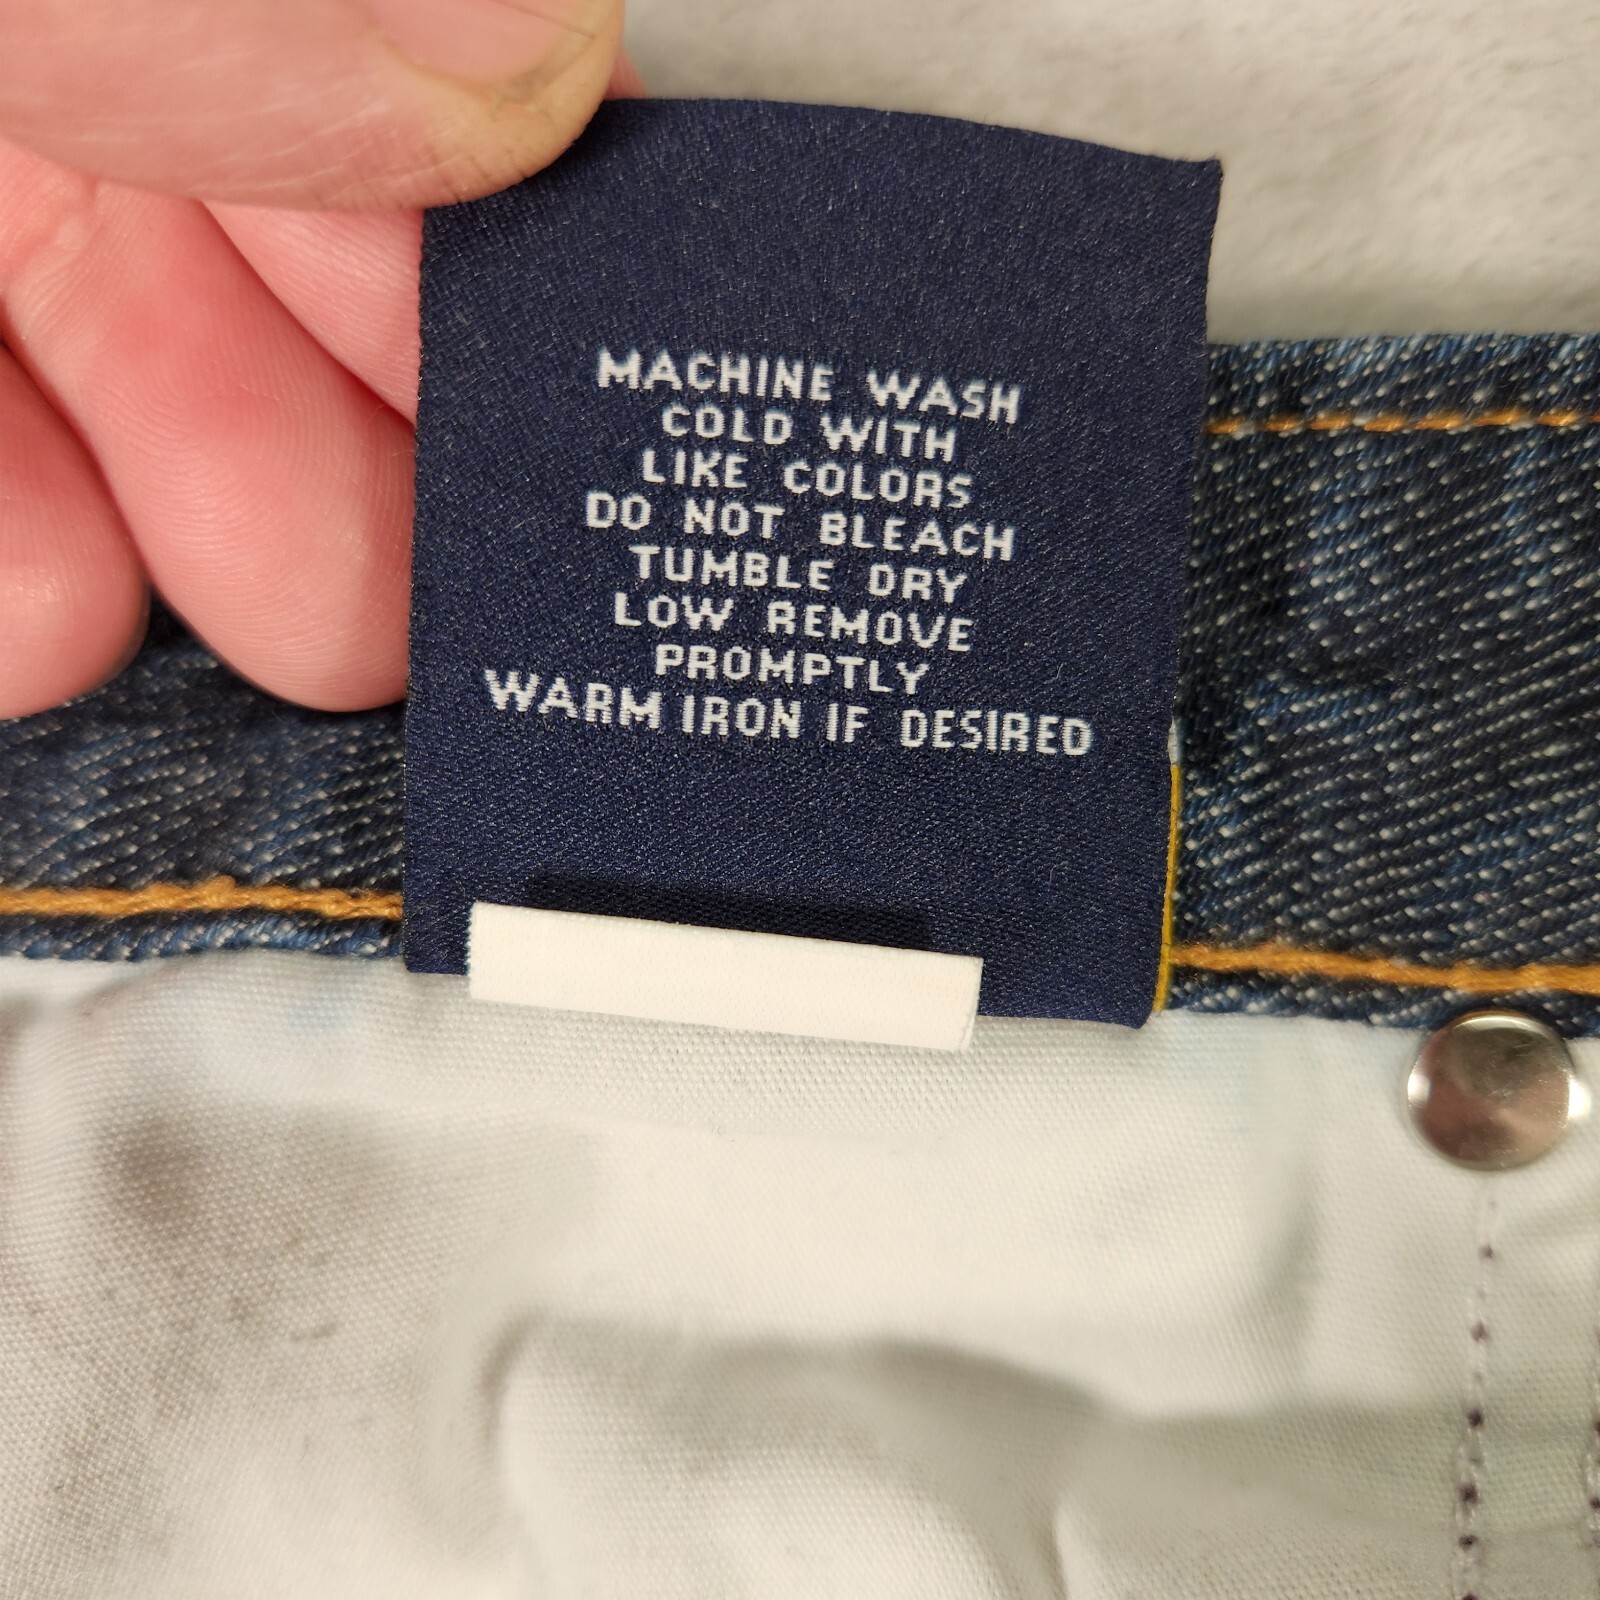 MACHINE WASH
COLD WITH
LIKE COLORS
DO NOT BLEACH
TUMBLE DRY
LOW REMOVE
PROMPTLY
WARM IRON IF DESIRED